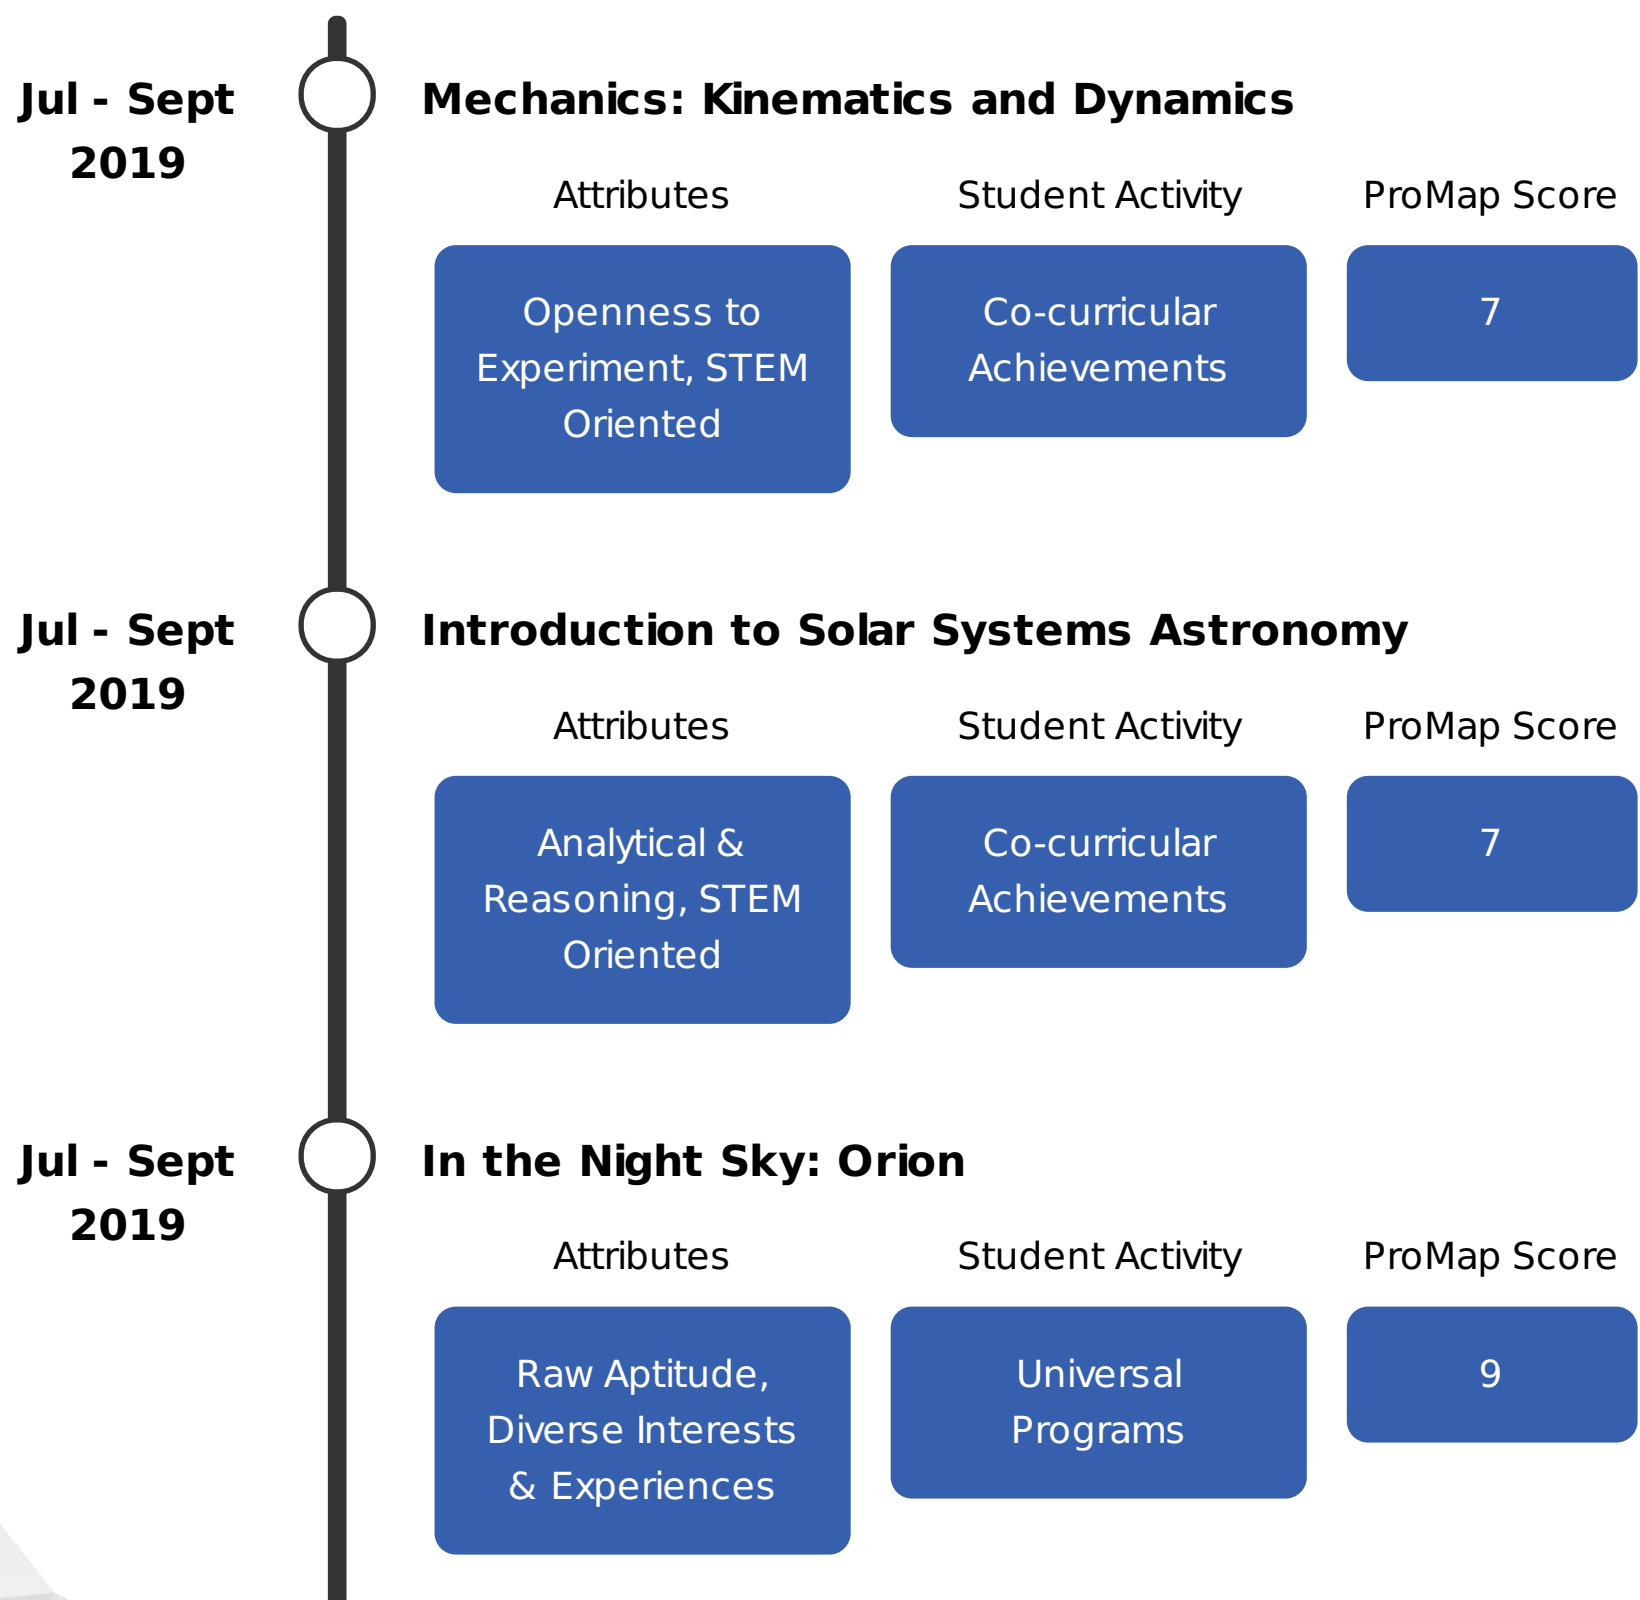 Jul - Sept
2019
Mechanics: Kinematics and Dynamics
Attributes
Student Activity
ProMap Score
Openness to
Experiment, STEM
Oriented
Co-curricular
Achievements
7
Jul - Sept
2019
Introduction to Solar Systems Astronomy
Attributes
Student Activity
ProMap Score
Analytical &
Reasoning, STEM
Oriented
Co-curricular
Achievements
7
Jul - Sept
2019
In the Night Sky: Orion
Attributes
Student Activity
ProMap Score
Raw Aptitude,
Diverse Interests
& Experiences
Universal
Programs
9